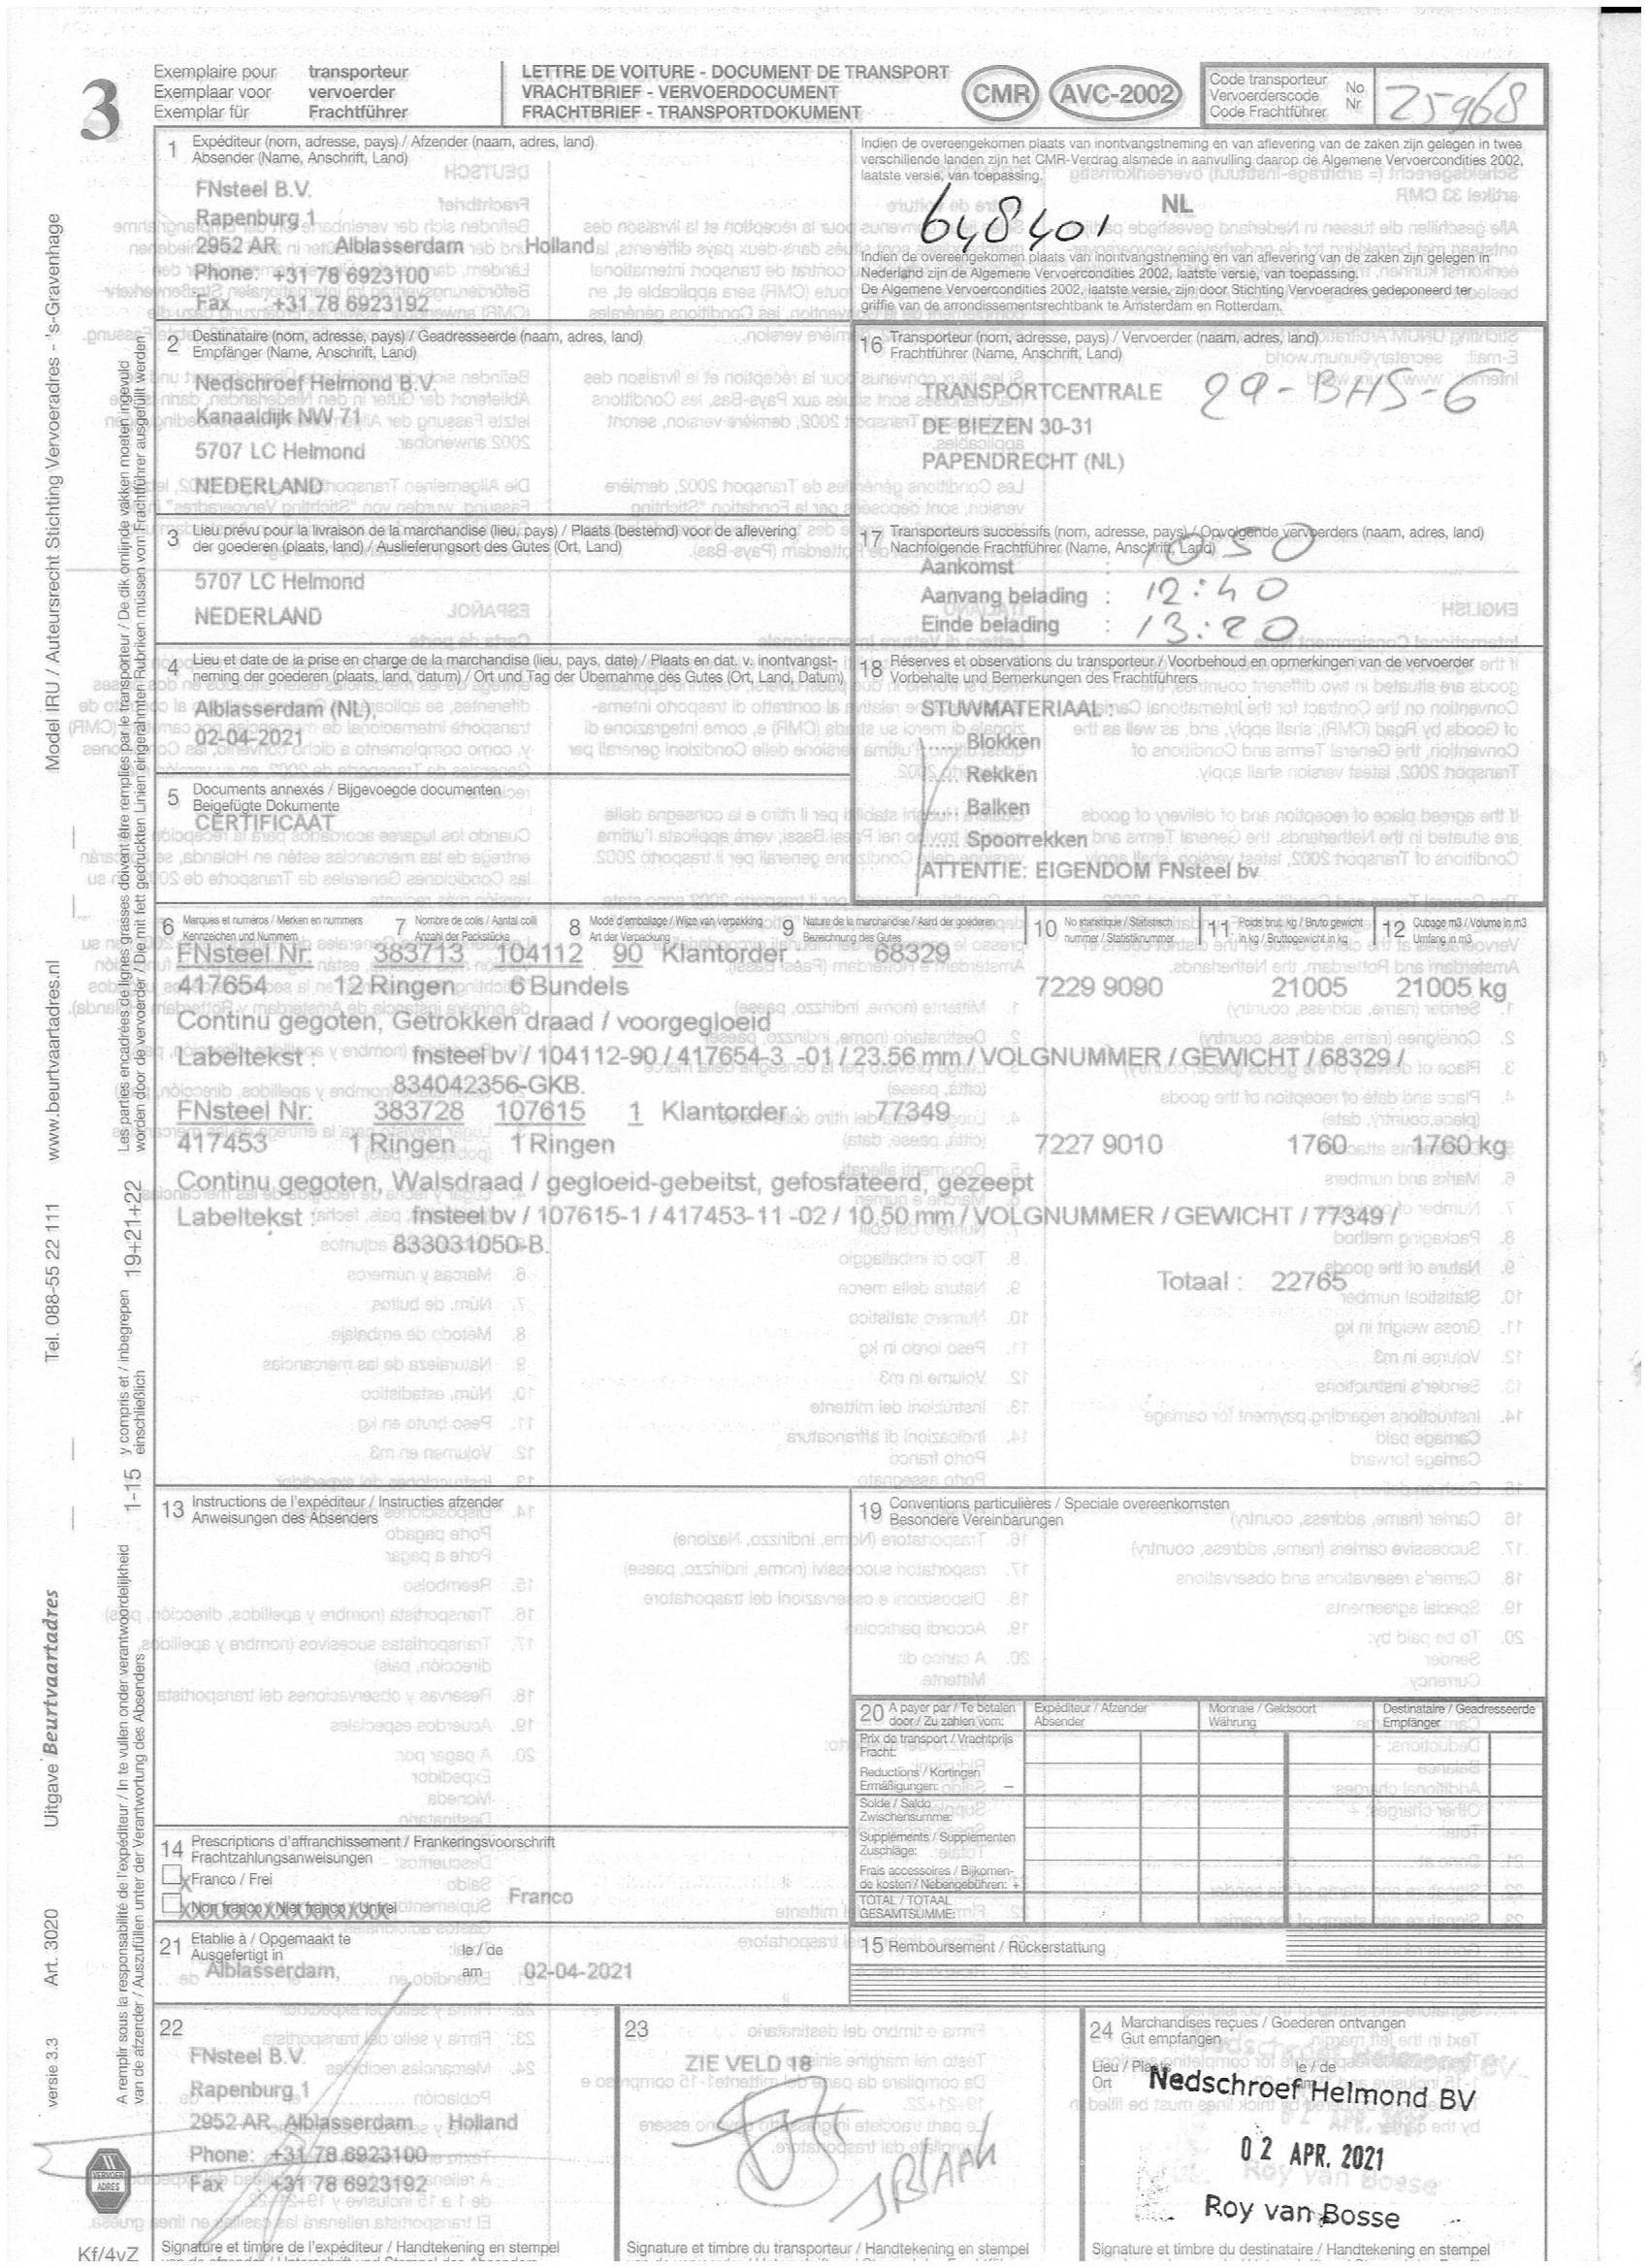 3
Exemplaire pour transporteur
Exemplaar voor vervoerder
Exemplar für Frachtführer
LETTRE DE VOITURE - DOCUMENT DE TRANSPORT
VRACHTBRIEF - VERVOERDOCUMENT
FRACHTBRIEF - TRANSPORTDOKUMENT
CMR
AVC-2002
Code transporteur No
Vervoerderscode Nr
Code Frachtführer
25968
1 Expéditeur (nom, adresse, pays) / Afzender (naam, adres, land)
Absender (Name, Anschrift, Land)
FNsteel B.V.
Rapenburg 1
2952 AR Alblasserdam Holland
Phone: +31 78 6923100
Fax : +31 78 6923192
Indien de overeengekomen plaats van inontvangstneming en van aflevering van de zaken zijn gelegen in twee
verschillende landen zijn het CMR-Verdrag alsmede in aanvulling daarop de Algemene Vervoercondities 2002,
laatste versie, van toepassing.
NL
648401
Indien de overeengekomen plaats van inontvangstneming en van aflevering van de zaken zijn gelegen in
Nederland zijn de Algemene Vervoercondities 2002, laatste versie, van toepassing.
De Algemene Vervoercondities 2002, laatste versie, zijn door Stichting Vervoeradres gedeponeerd ter
griffie van de arrondissementsrechtbank te Amsterdam en Rotterdam.
2 Destinataire (nom, adresse, pays) / Geadresseerde (naam, adres, land)
Empfänger (Name, Anschrift, Land)
Nedschroef Helmond B.V.
Kanaaldijk NW 71
5707 LC Helmond
NEDERLAND
16 Transporteur (nom, adresse, pays) / Vervoerder (naam, adres, land)
Frachtführer (Name, Anschrift, Land)
TRANSPORTCENTRALE
29-BHS-6
DE BIEZEN 30-31
PAPENDRECHT (NL)
3 Lieu prévu pour la livraison de la marchandise (lieu, pays) / Plaats (bestemd) voor de aflevering
der goederen (plaats, land) / Auslieferungsort des Gutes (Ort, Land)
5707 LC Helmond
NEDERLAND
17 Transporteurs successifs (nom, adresse, pays) / Opvolgende vervoerders (naam, adres, land)
Nachfolgende Frachtführer (Name, Anschrift, Land)
Aankomst : 1050
Aanvang belading : 12:40
Einde belading : 13:20
4 Lieu et date de la prise en charge de la marchandise (lieu, pays, date) / Plaats en dat. v. inontvangst-
neming der goederen (plaats, land, datum) / Ort und Tag der Übernahme des Gutes (Ort, Land, Datum)
Alblasserdam (NL),
02-04-2021
18 Réserves et observations du transporteur / Voorbehoud en opmerkingen van de vervoerder
Vorbehalte und Bemerkungen des Frachtführers
STUWMATERIAAL :
...... Blokken
...... Rekken
...... Balken
...... Spoorrekken
ATTENTIE: EIGENDOM FNsteel bv
5 Documents annexés / Bijgevoegde documenten
Beigefügte Dokumente
CERTIFICAAT
6 Marques et numéros / Merken en nummers
Kennzeichen und Nummern
7 Nombre de colis / Aantal colli
Anzahl der Packstücke
8 Mode d'emballage / Wijze van verpakking
Art der Verpackung
9 Nature de la marchandise / Aard der goederen
Bezeichnung des Gutes
10 No statistique / Statistisch
nummer / Statistiknummer
11 Poids brut, kg / Bruto gewicht
in kg / Bruttogewicht in kg
12 Cubage m3 / Volume in m3
Umfang in m3
FNsteel Nr. 383713 104112 90 Klantorder : 68329
417654 12 Ringen 6 Bundels 7229 9090 21005 21005 kg
Continu gegoten, Getrokken draad / voorgegloeid
Labeltekst : fnsteel bv / 104112-90 / 417654-3 -01 / 23.56 mm / VOLGNUMMER / GEWICHT / 68329 /
834042356-GKB.
FNsteel Nr: 383728 107615 1 Klantorder : 77349
417453 1 Ringen 1 Ringen 7227 9010 1760 1760 kg
Continu gegoten, Walsdraad / gegloeid-gebeitst, gefosfateerd, gezeept
Labeltekst : fnsteel bv / 107615-1 / 417453-11 -02 / 10.50 mm / VOLGNUMMER / GEWICHT / 77349 /
833031050-B.
Totaal : 22765
13 Instructions de l'expéditeur / Instructies afzender
Anweisungen des Absenders
19 Conventions particulières / Speciale overeenkomsten
Besondere Vereinbarungen
20 A payer par / Te betalen
door / Zu zahlen vom:
Expéditeur / Afzender
Absender
Monnaie / Geldsoort
Währung
Destinataire / Geadresseerde
Empfänger
Prix de transport / Vrachtprijs
Fracht:
Reductions / Kortingen
Ermäßigungen: –
Solde / Saldo
Zwischensumme:
Suppléments / Supplementen
Zuschläge:
Frais accessoires / Bijkomen-
de kosten / Nebengebühren: +
TOTAL / TOTAAL
GESAMTSUMME:
14 Prescriptions d'affranchissement / Frankeringsvoorschrift
Frachtzahlungsanweisungen
X Franco / Frei
Non franco / Niet franco / Unfrei
Franco
21 Etablie à / Opgemaakt te
Ausgefertigt in
Alblasserdam,
le / de
am 02-04-2021
15 Remboursement / Rückerstattung
22
FNsteel B.V.
Rapenburg 1
2952 AR Alblasserdam Holland
Phone: +31 78 6923100
Fax : +31 78 6923192
Signature et timbre de l'expéditeur / Handtekening en stempel
23
ZIE VELD 18
Signature et timbre du transporteur / Handtekening en stempel
24 Marchandises reçues / Goederen ontvangen
Gut empfangen
Lieu / Plaats
Ort
le / de
Nedschroef Helmond BV
02 APR. 2021
Roy van Bosse
Signature et timbre du destinataire / Handtekening en stempel
Model IRU / Auteursrecht Stichting Vervoeradres - 's-Gravenhage
www.beurtvaartadres.nl
Tel. 088-55 22 111
Uitgave Beurtvaartadres
Art. 3020
versie 3.3
Les parties encadrées de lignes grasses doivent être remplies par le transporteur / De dik omlijnde vakken moeten ingevuld
worden door de vervoerder / Die mit fett gedruckten Linien eingerahmten Rubriken müssen vom Frachtführer ausgefüllt werden
19+21+22
y compris et / inbegrepen
einschließlich
1-15
A remplir sous la responsabilité de l'expéditeur / In te vullen onder verantwoordelijkheid
van de afzender / Auszufüllen unter der Verantwortung des Absenders
VERVOER
ADRES
Kf/4vZ